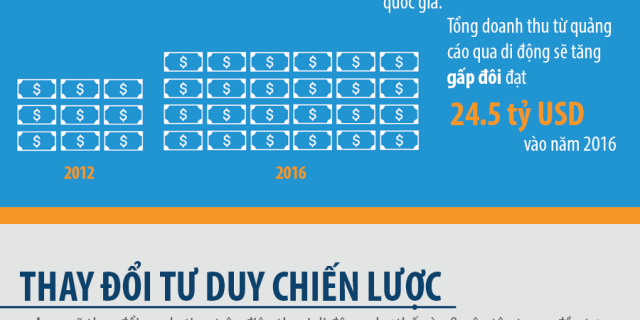 quốc gia.
Tổng doanh thu từ quảng
cáo qua di động sẽ tăng
gấp đôi đạt
24.5 tỷ USD
vào năm 2016
2012
2016
THAY ĐỔI TƯ DUY CHIẾN LƯỢC